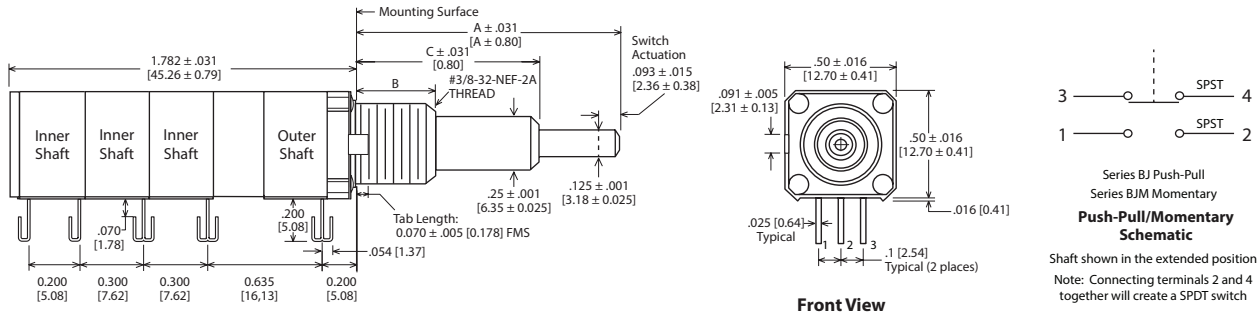 Mounting Surface
A ± .031
[A ± 0.80]
Switch
Actuation
.093 ± .015
[2.36 ± 0.38]
C ± .031
[0.80]
1.782 ± .031
[45.26 ± 0.79]
B
#3/8-32-NEF-2A
THREAD
Inner
Shaft
Inner
Shaft
Inner
Shaft
Outer
Shaft
.25 ± .001
[6.35 ± 0.025]
.125 ± .001
[3.18 ± 0.025]
Tab Length:
0.070 ± .005 [0.178] FMS
.070
[1.78]
.200
[5.08]
.054 [1.37]
0.200
[5.08]
0.300
[7.62]
0.300
[7.62]
0.635
[16,13]
0.200
[5.08]
.50 ± .016
[12.70 ± 0.41]
.091 ± .005
[2.31 ± 0.13]
.50 ± .016
[12.70 ± 0.41]
.016 [0.41]
.025 [0.64]
Typical
1 2 3
.1 [2.54]
Typical (2 places)
Front View
3 SPST 4
1 SPST 2
Series BJ Push-Pull
Series BJM Momentary
Push-Pull/Momentary
Schematic
Shaft shown in the extended position
Note: Connecting terminals 2 and 4
together will create a SPDT switch